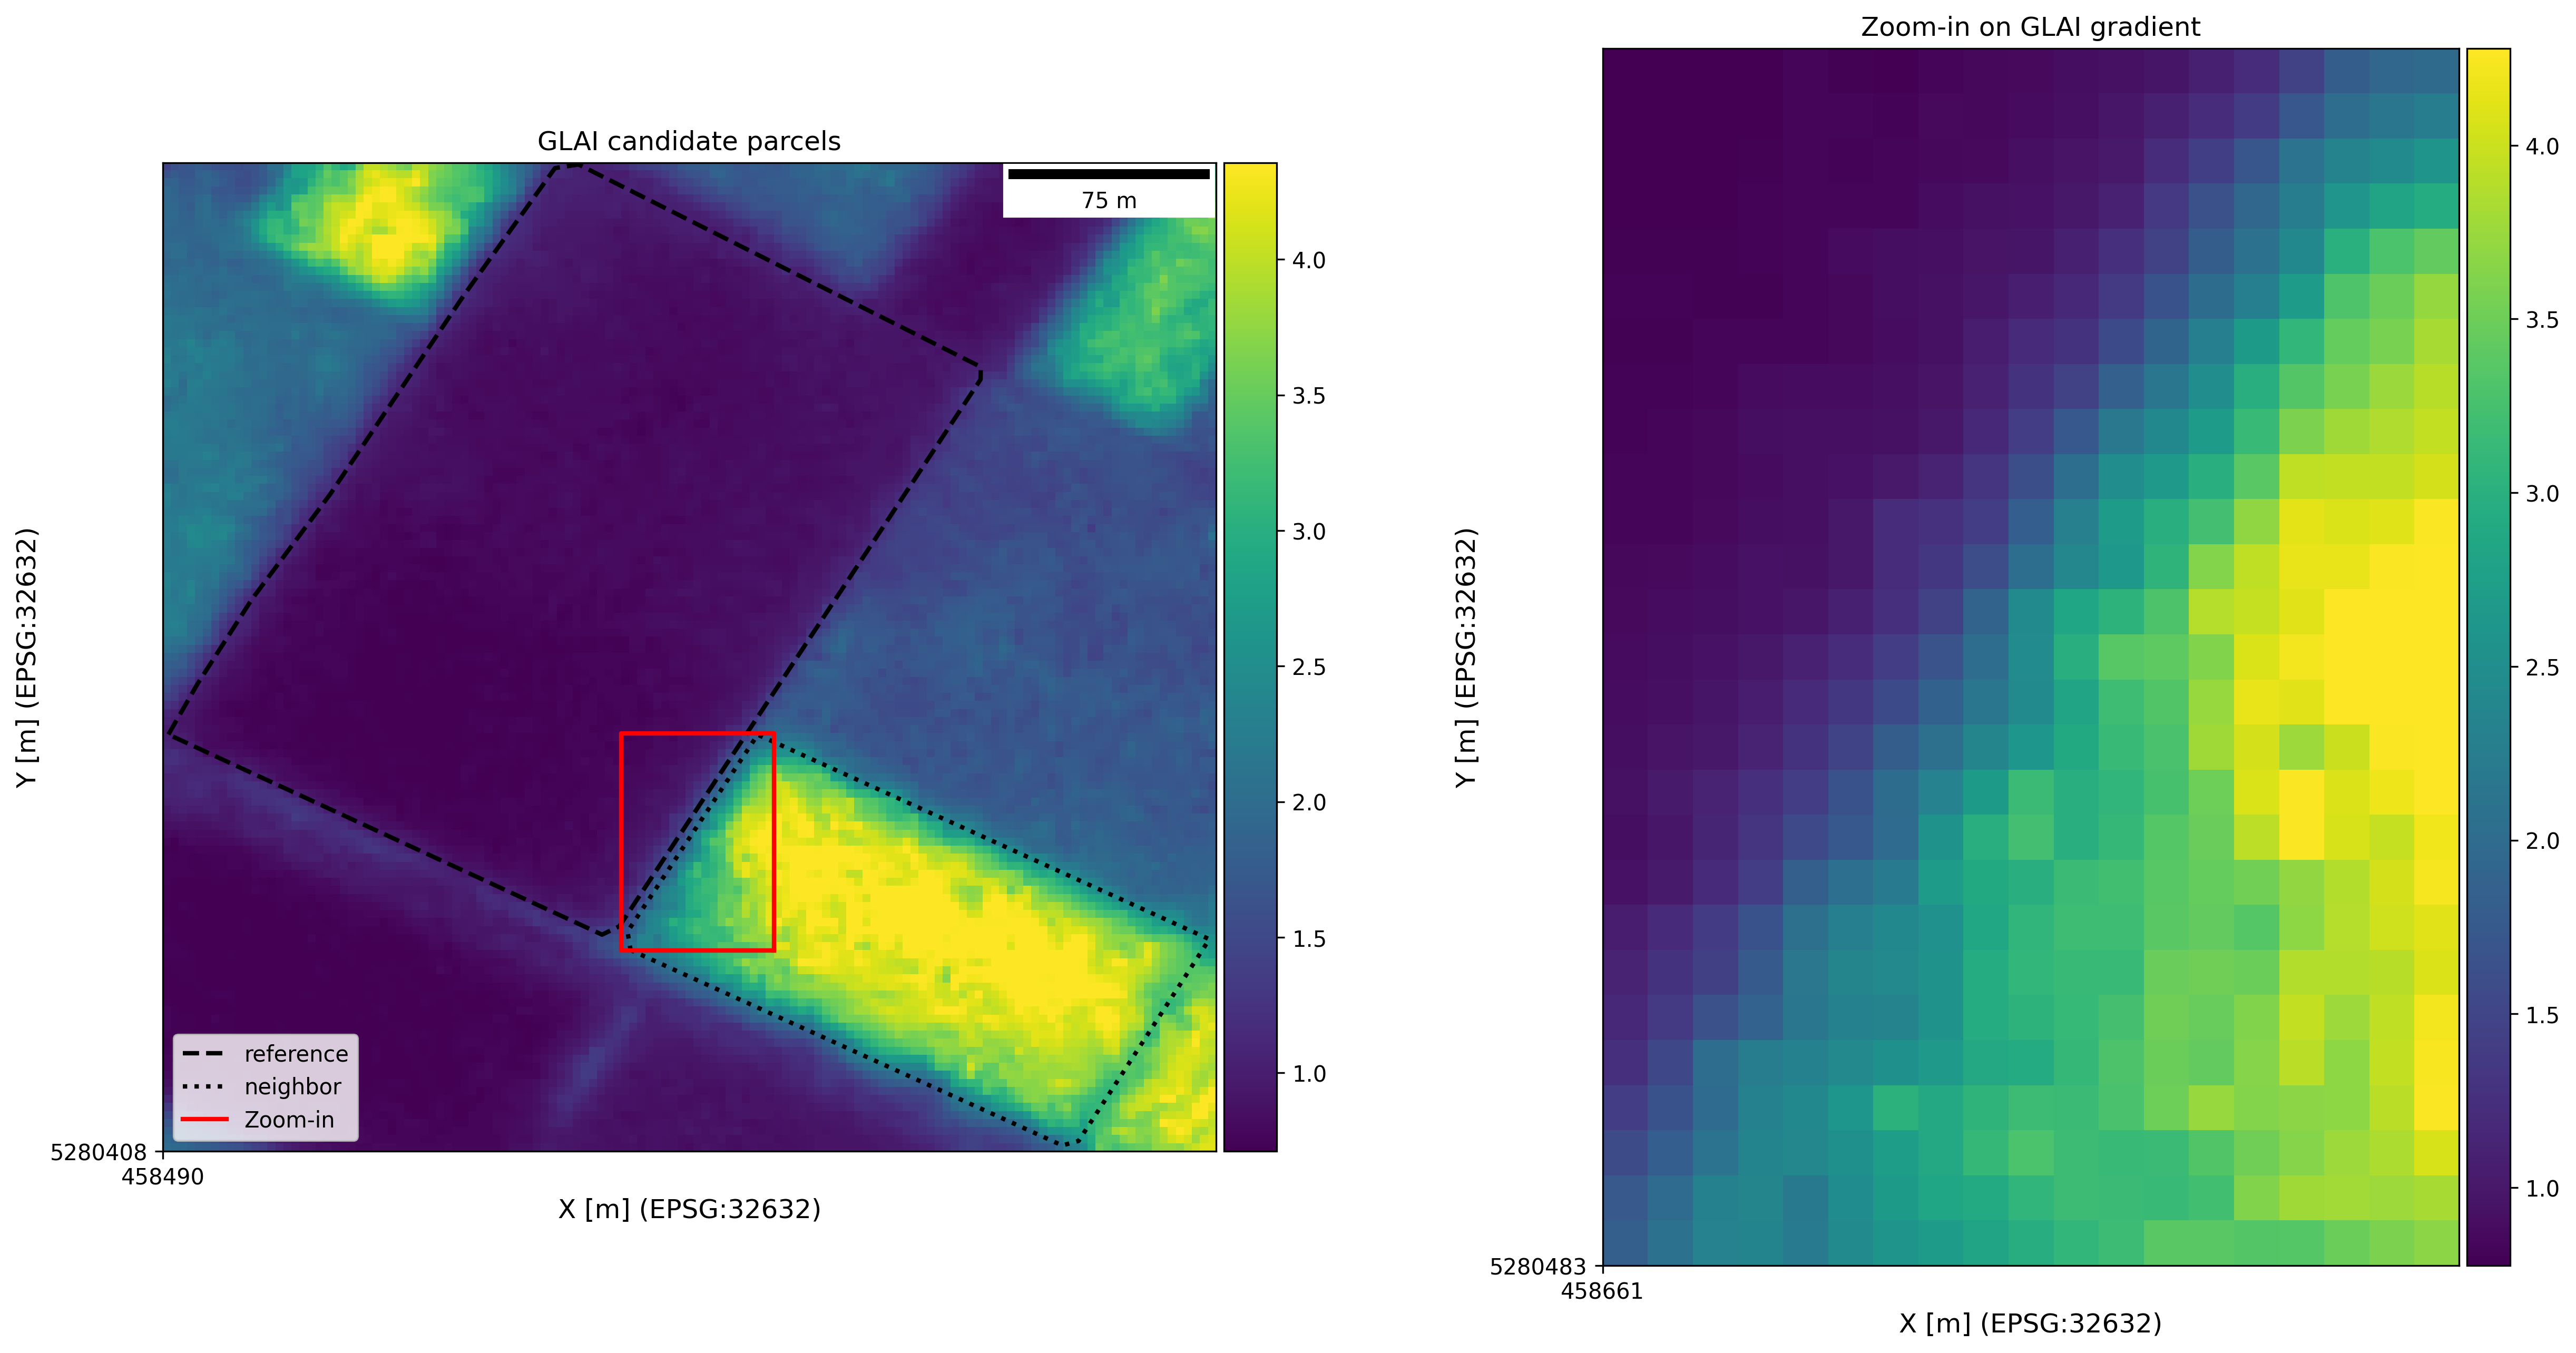 GLAI candidate parcels
75 m
4.0
3.5
3.0
2.5
2.0
1.5
1.0
reference
neighbor
Zoom-in
Y [m] (EPSG:32632)
5280408
458490
X [m] (EPSG:32632)
Zoom-in on GLAI gradient
4.0
3.5
3.0
2.5
2.0
1.5
1.0
Y [m] (EPSG:32632)
5280483
458661
X [m] (EPSG:32632)